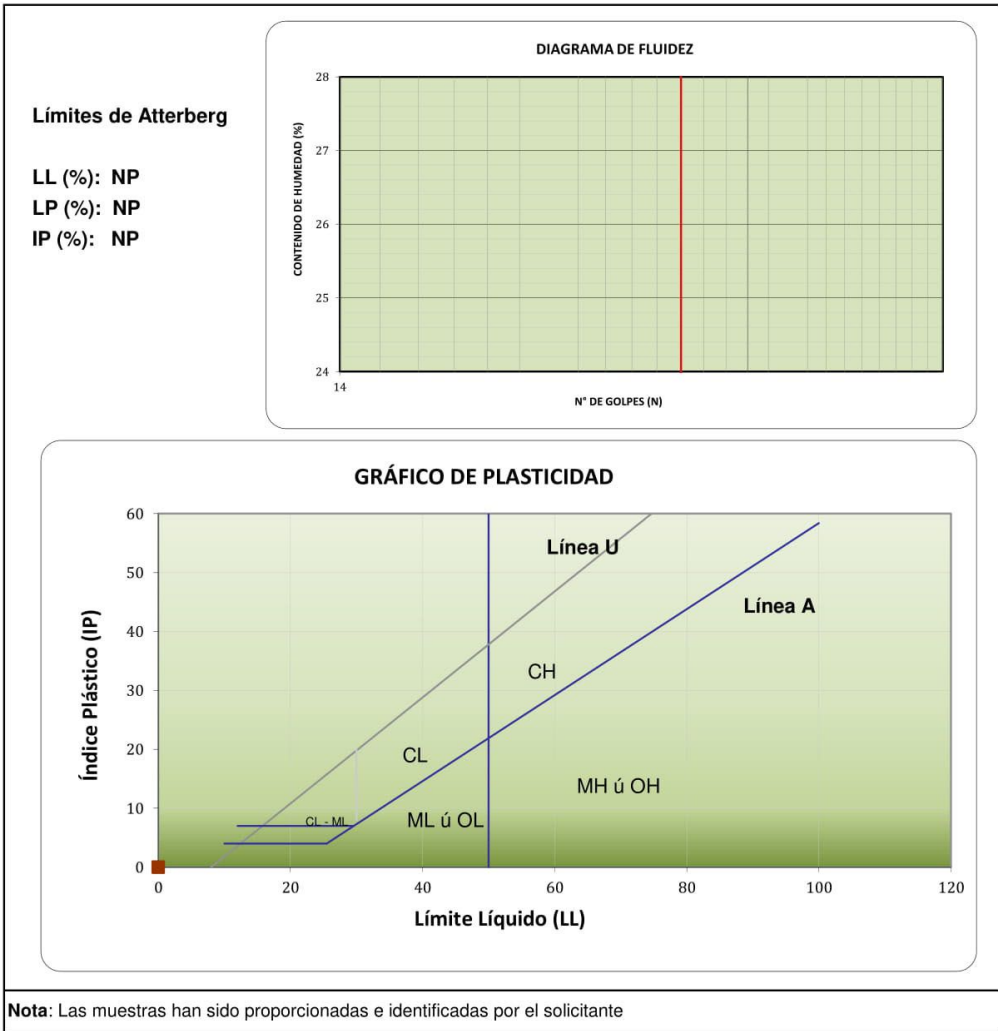 Límites de Atterberg
LL (%): NP
LP (%): NP
IP (%): NP
DIAGRAMA DE FLUIDEZ
CONTENIDO DE HUMEDAD (%)
28
27
26
25
24
14
N° DE GOLPES (N)
GRÁFICO DE PLASTICIDAD
Índice Plástico (IP)
60
50
40
30
20
10
0
Línea U
Línea A
CH
CL
MH ú OH
CL - ML
ML ú OL
0 20 40 60 80 100 120
Límite Líquido (LL)
Nota: Las muestras han sido proporcionadas e identificadas por el solicitante